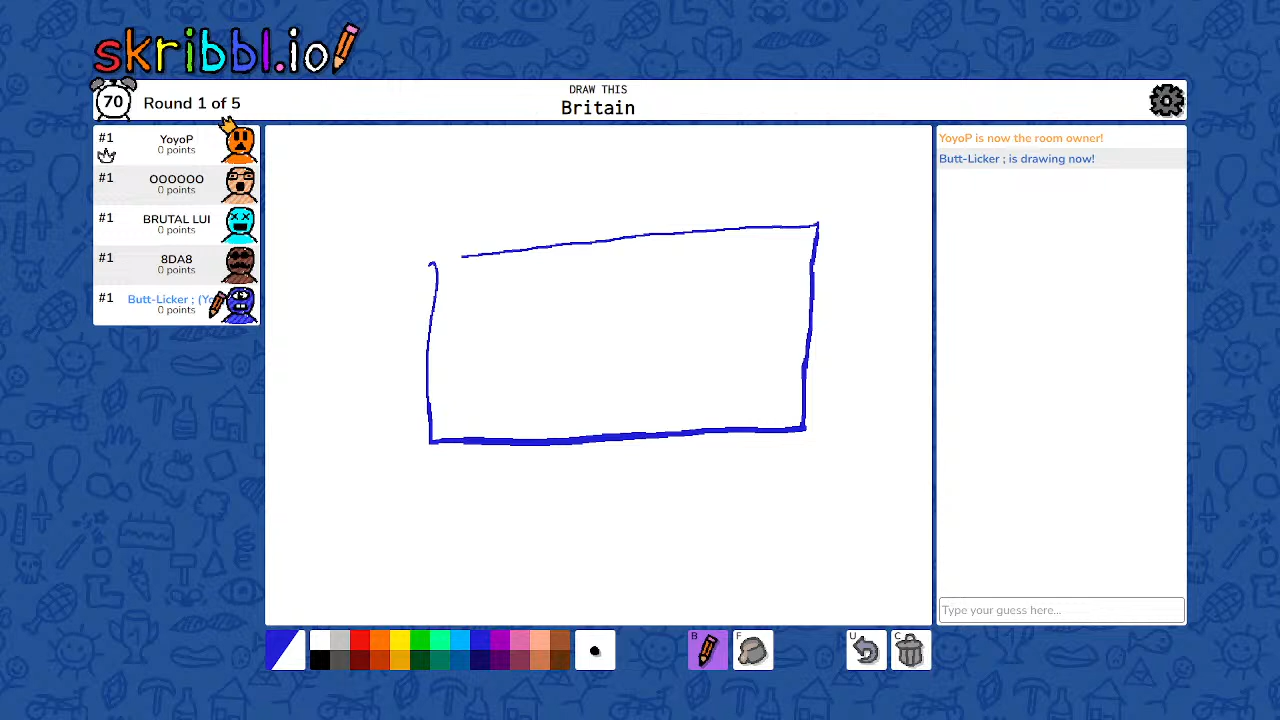 skribbl.io
70
Round 1 of 5
DRAW THIS
Britain
#1
YoyoP
0 points
#1
OOOOOO
0 points
#1
BRUTAL LUI
0 points
#1
8DA8
0 points
#1
Butt-Licker ; (Yo
0 points
YoyoP is now the room owner!
Butt-Licker ; is drawing now!
Type your guess here...
B
F
U
C